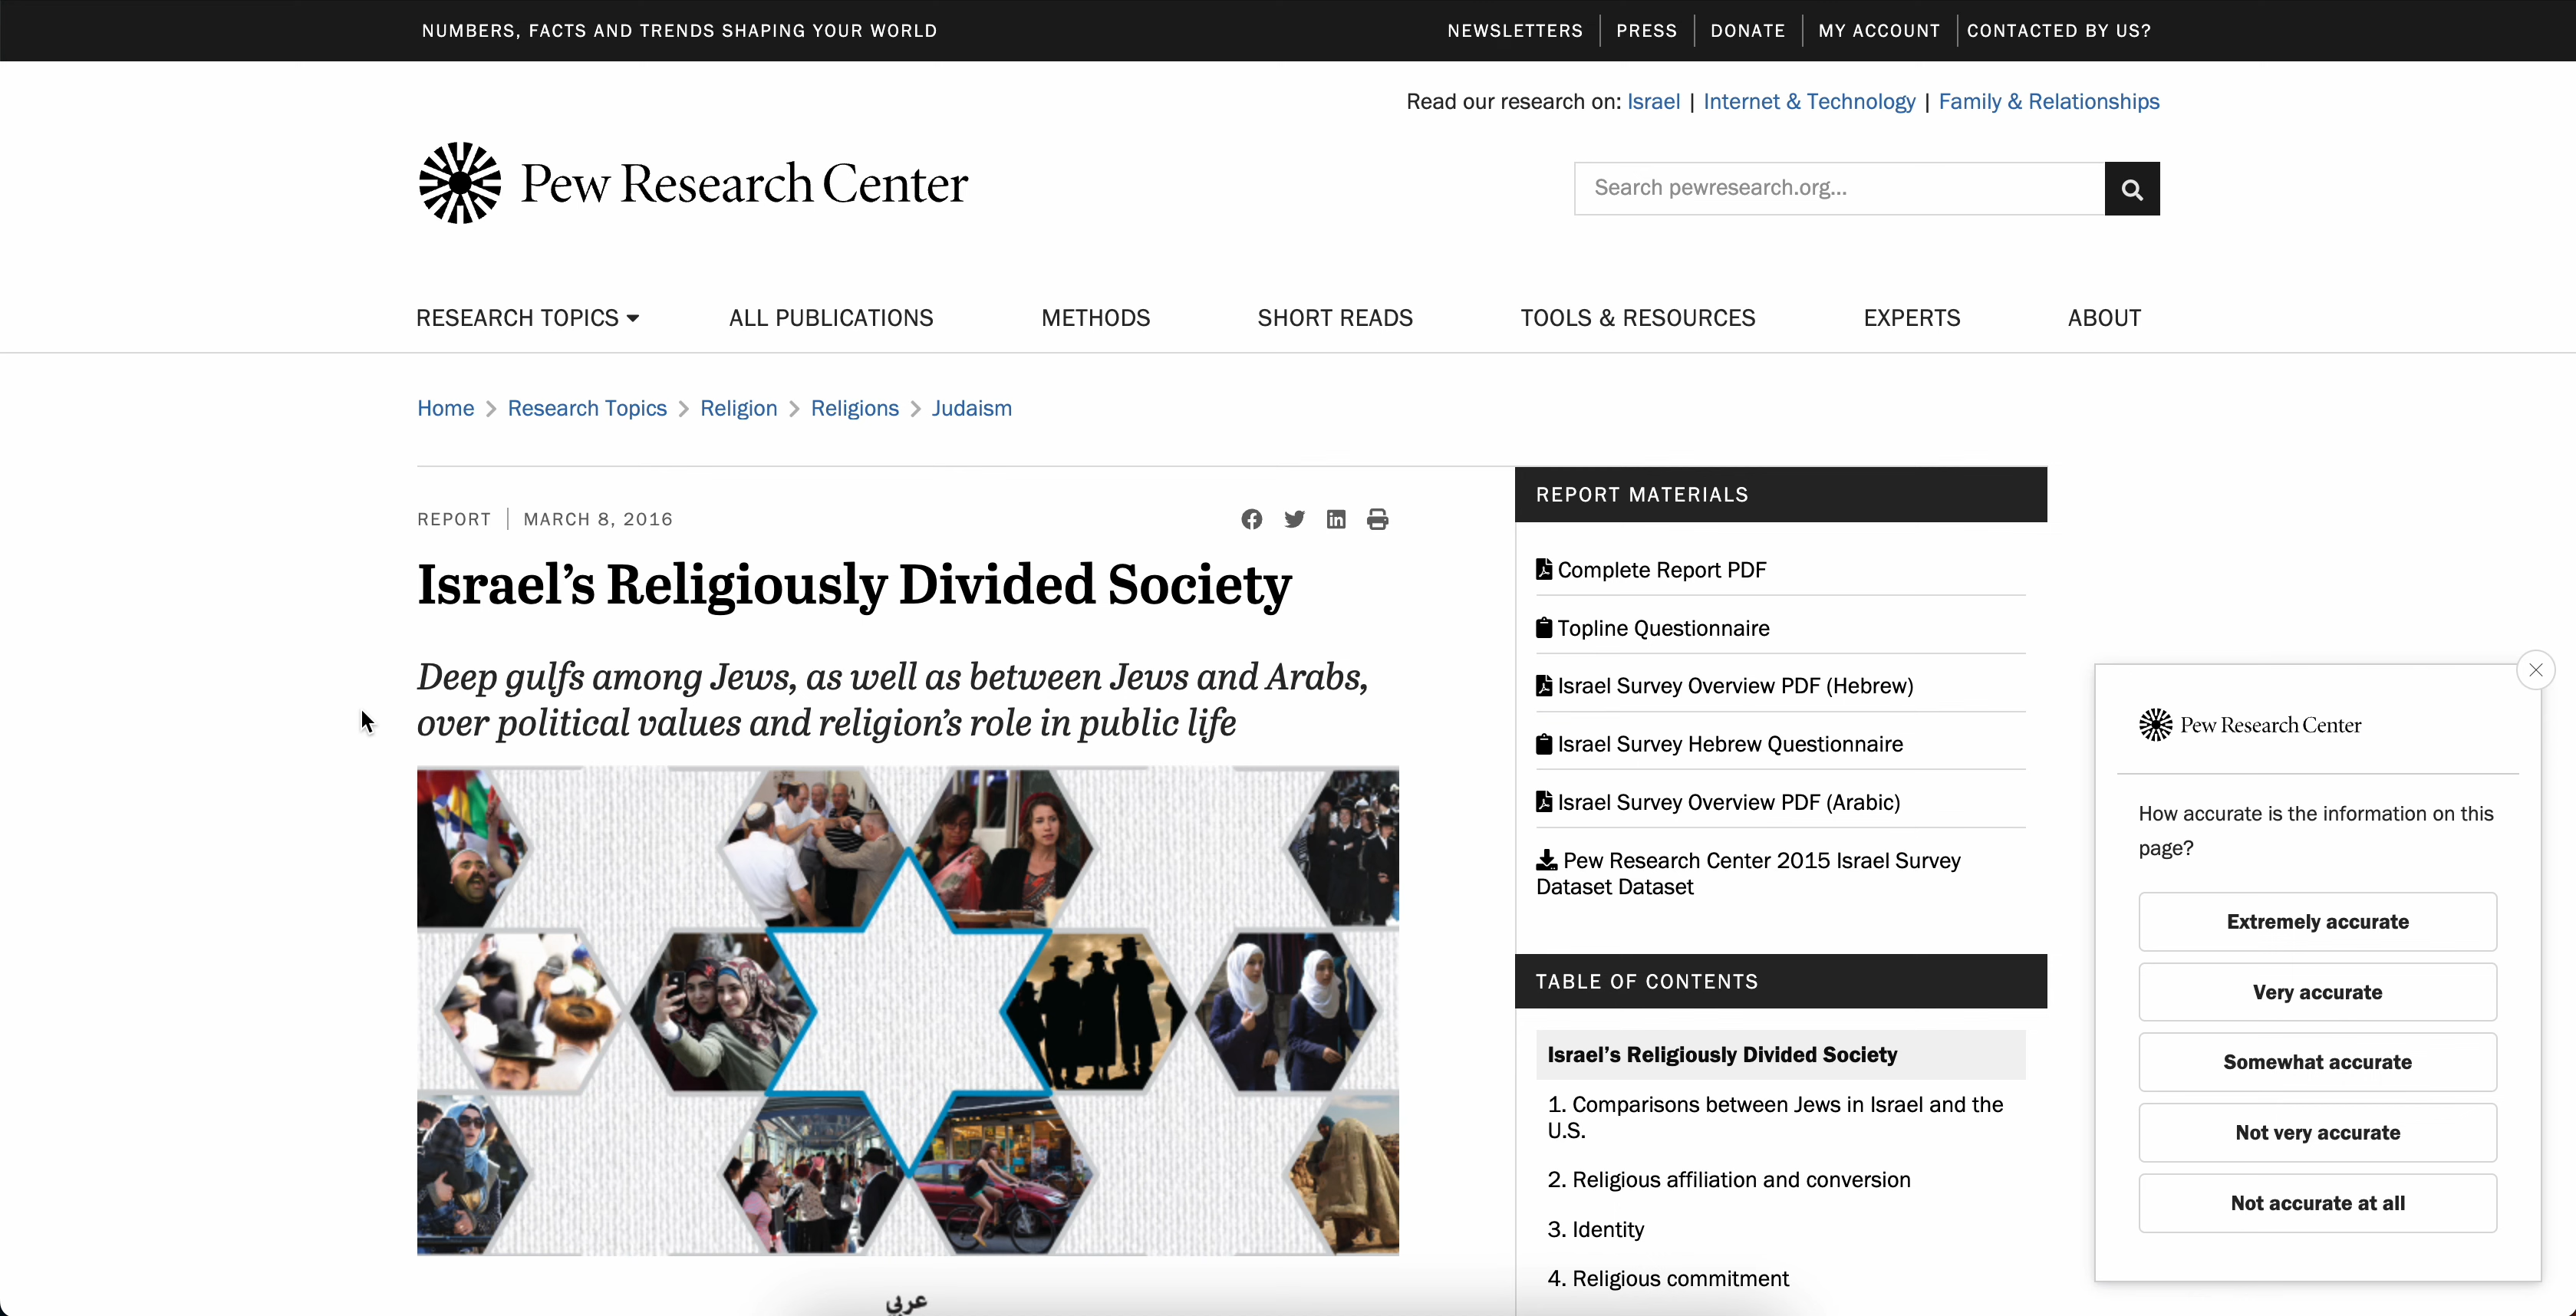 NUMBERS, FACTS AND TRENDS SHAPING YOUR WORLD
NEWSLETTERS
PRESS
DONATE
MY ACCOUNT
CONTACTED BY US?
Read our research on: Israel | Internet & Technology | Family & Relationships
Pew Research Center
Search pewresearch.org...
RESEARCH TOPICS
ALL PUBLICATIONS
METHODS
SHORT READS
TOOLS & RESOURCES
EXPERTS
ABOUT
Home
Research Topics
Religion
Religions
Judaism
REPORT
MARCH 8, 2016
Israel’s Religiously Divided Society
Deep gulfs among Jews, as well as between Jews and Arabs,
over political values and religion’s role in public life
عربي
REPORT MATERIALS
Complete Report PDF
Topline Questionnaire
Israel Survey Overview PDF (Hebrew)
Israel Survey Hebrew Questionnaire
Israel Survey Overview PDF (Arabic)
Pew Research Center 2015 Israel Survey
Dataset Dataset
TABLE OF CONTENTS
Israel’s Religiously Divided Society
1. Comparisons between Jews in Israel and the
U.S.
2. Religious affiliation and conversion
3. Identity
4. Religious commitment
Pew Research Center
How accurate is the information on this
page?
Extremely accurate
Very accurate
Somewhat accurate
Not very accurate
Not accurate at all